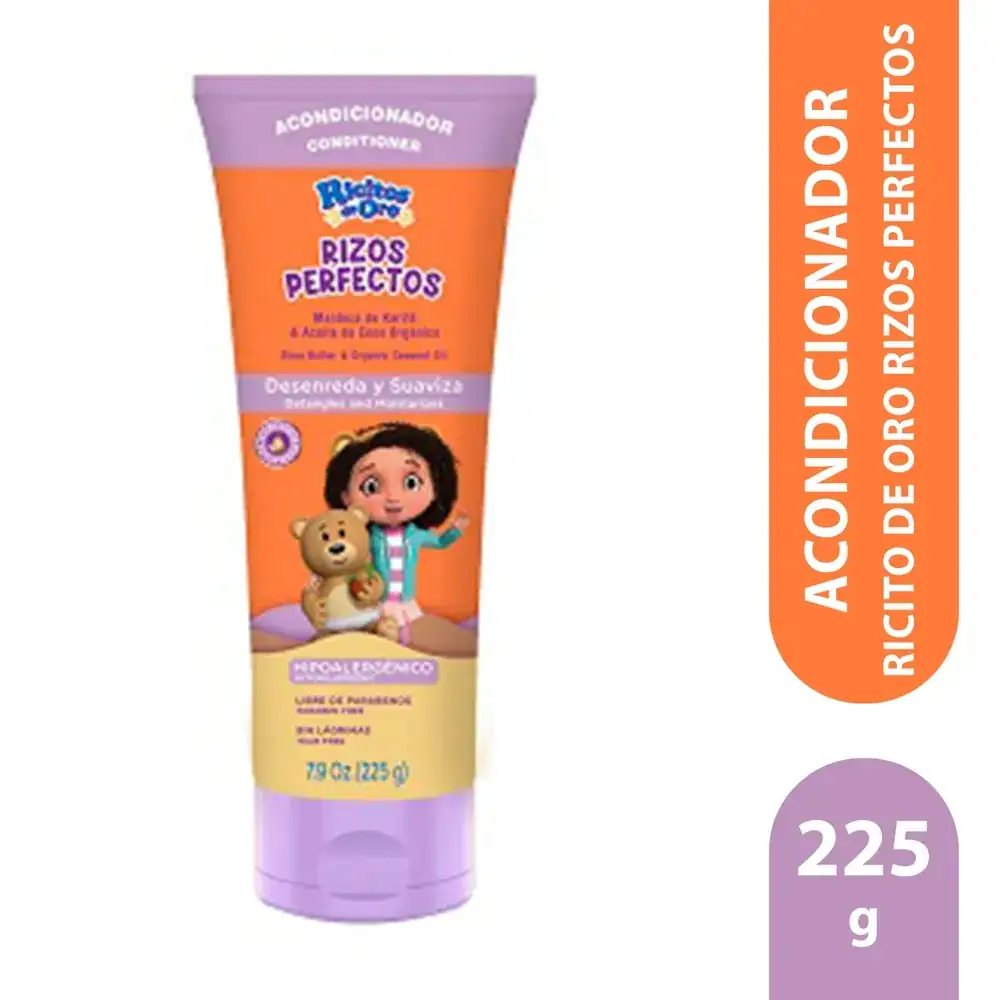 ACONDICIONADOR
CONDITIONER
Ricitos
de Oro
RIZOS
PERFECTOS
Manteca de Karité
& Aceite de Coco Orgánico
Shea Butter & Organic Coconut Oil
Desenreda y Suaviza
Detangles and Moisturizes
HIPOALERGÉNICO
HYPOALLERGENIC
LIBRE DE PARABENOS
PARABEN FREE
SIN LÁGRIMAS
TEAR FREE
7.9 Oz. (225 g)
ACONDICIONADOR
RICITO DE ORO RIZOS PERFECTOS
225
g